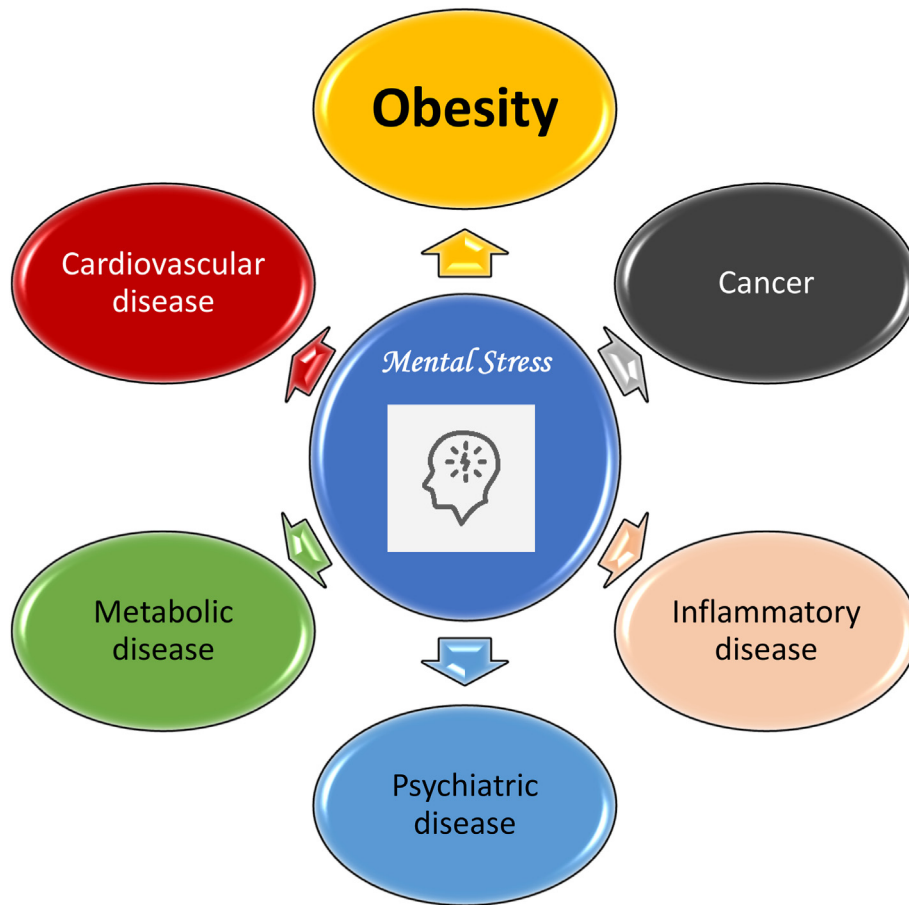 Obesity
Cardiovascular
disease
Cancer
Mental Stress
Metabolic
disease
Inflammatory
disease
Psychiatric
disease